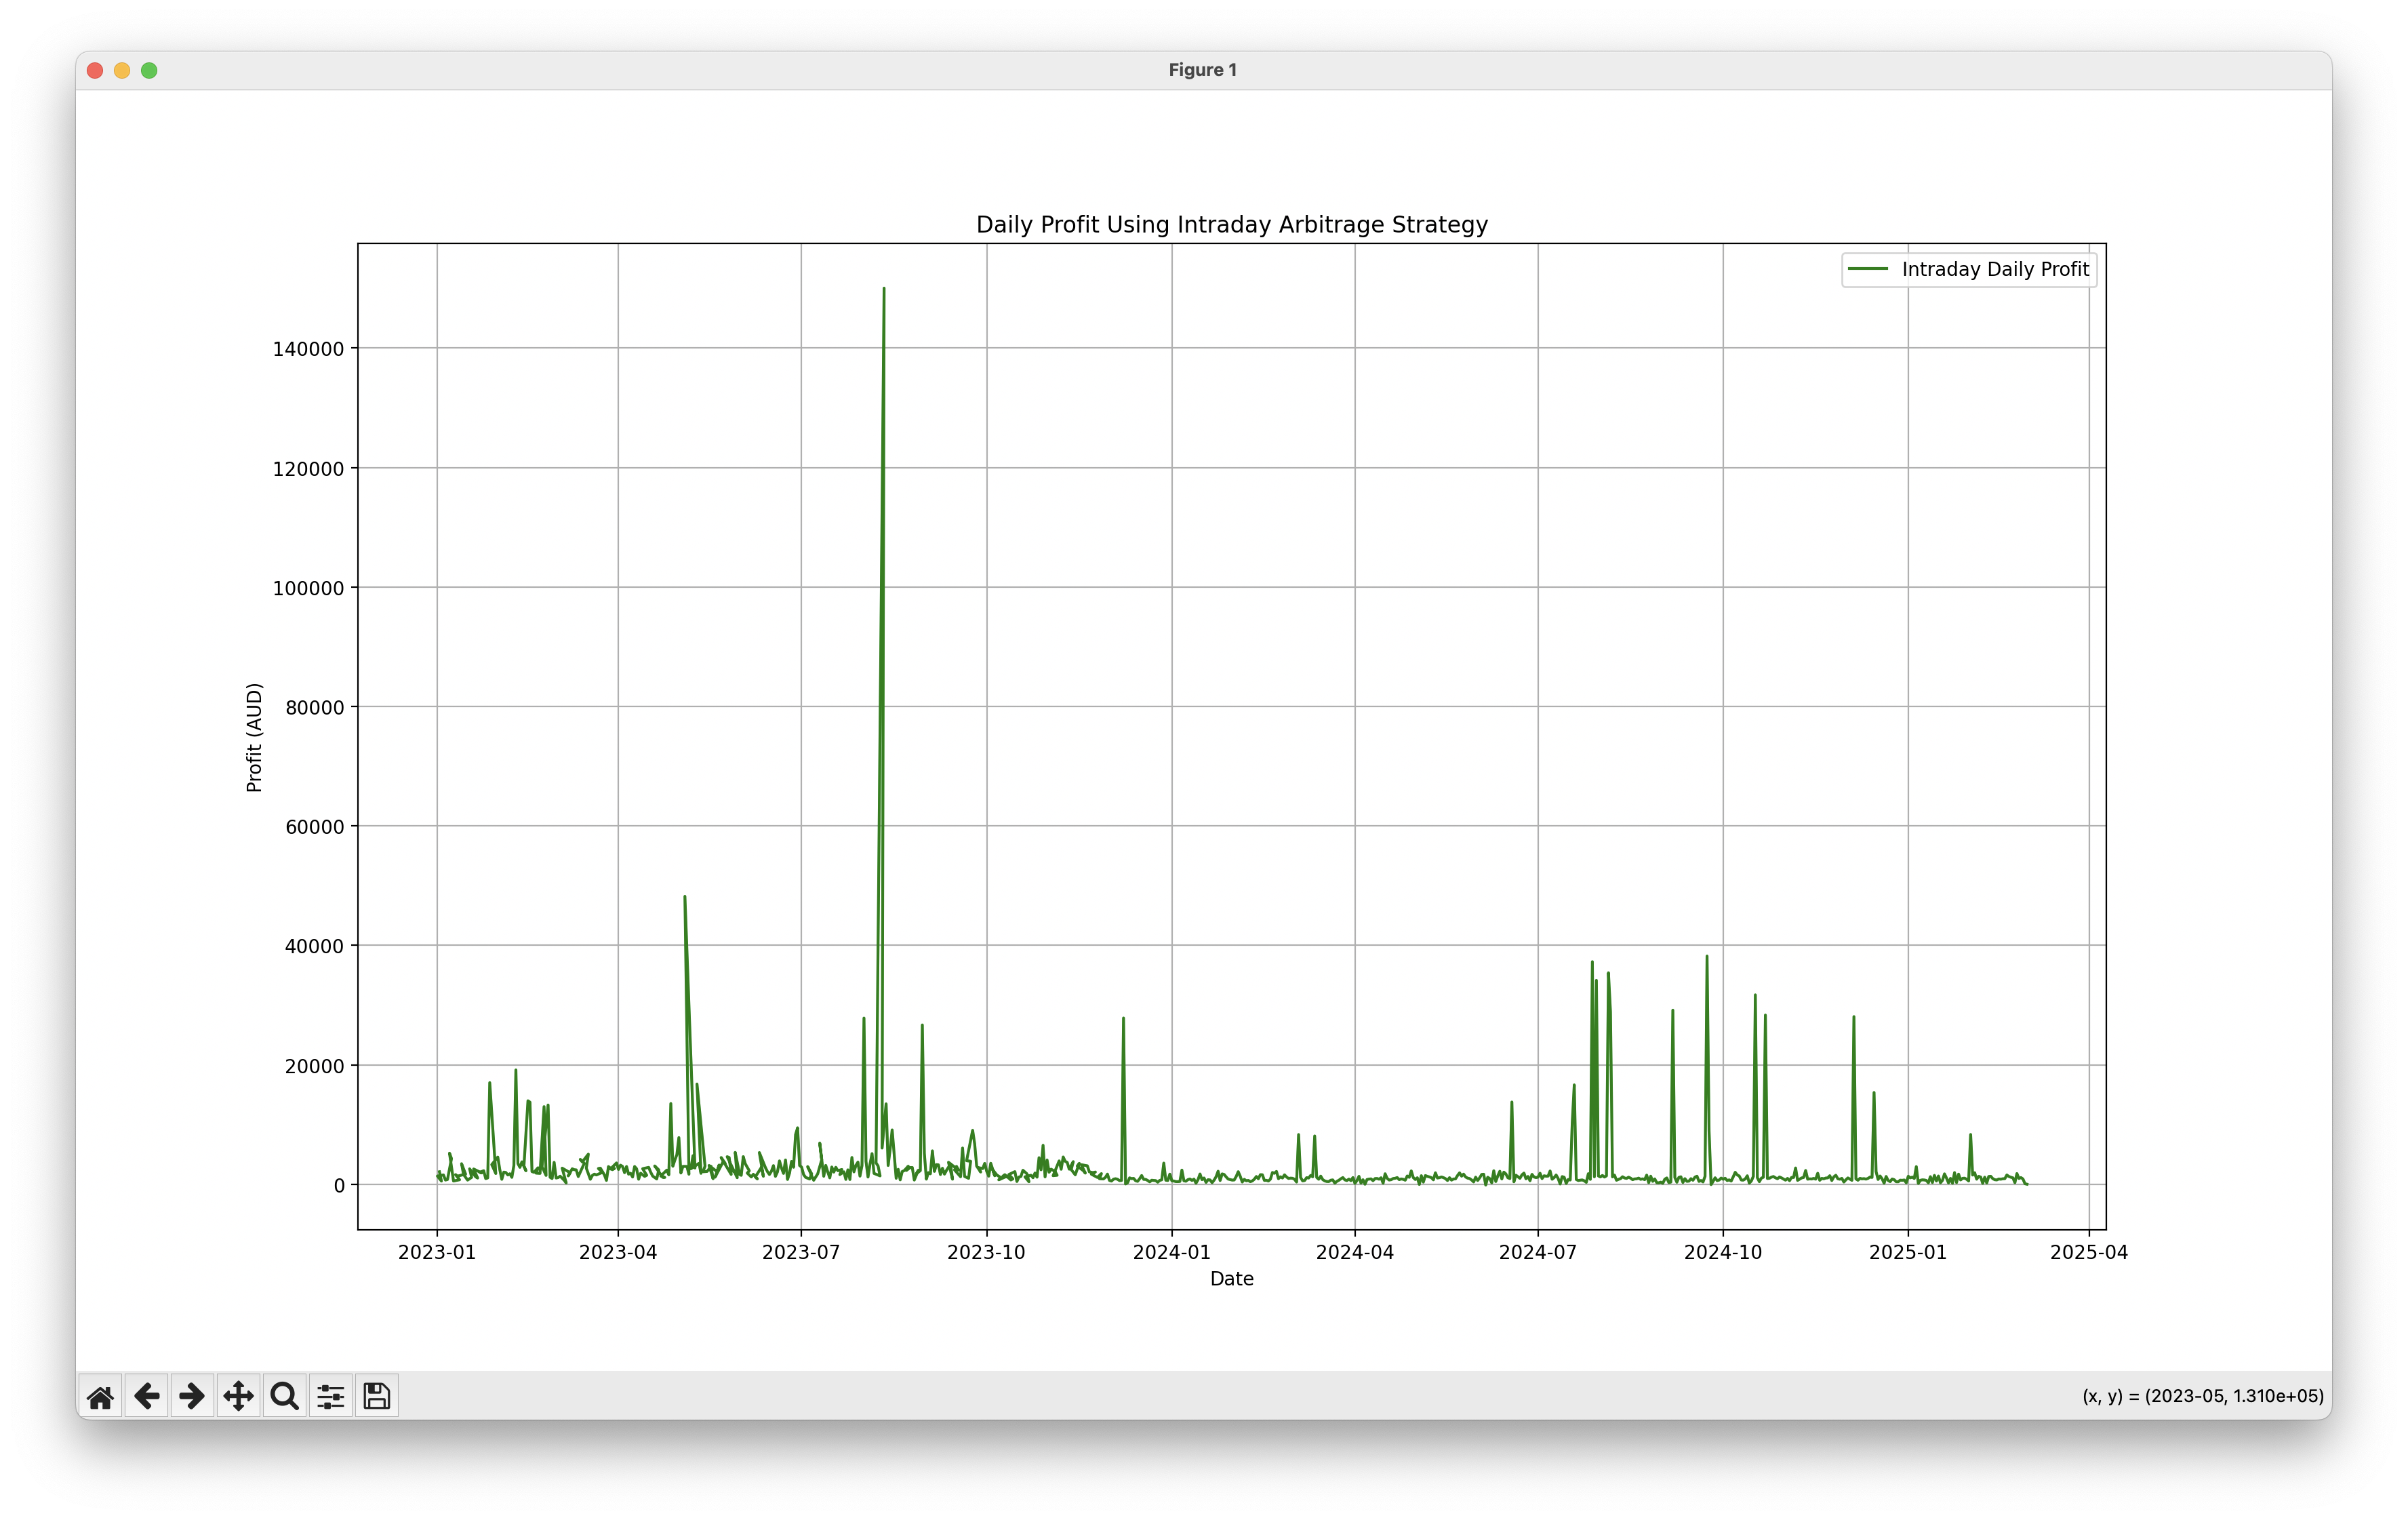 Figure 1
Daily Profit Using Intraday Arbitrage Strategy
Intraday Daily Profit
140000
120000
100000
80000
60000
40000
20000
0
Profit (AUD)
2023-01 2023-04 2023-07 2023-10 2024-01 2024-04 2024-07 2024-10 2025-01 2025-04
Date
(x, y) = (2023-05, 1.310e+05)